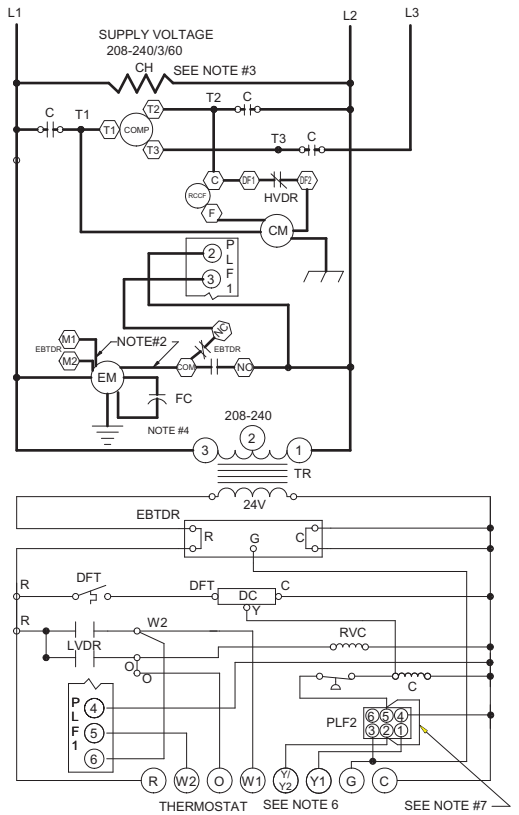 L1 L2 L3
SUPPLY VOLTAGE
208-240/3/60
CH SEE NOTE #3
C T1 T2 C
T1 COMP T2
T3 T3 C
C DF1 DF2
RCCF HVDR
F CM
2 P
L
3 F
1
M1 NOTE#2 NC
EBTDR EBTDR
M2 COM NO
EM
FC
NOTE #4
208-240
3 2 1
TR
24V
EBTDR
R G C
R DFT DFT DC C
Y
R W2 RVC
LVDR
O O C
P 4 6 5 4
L PLF2
F 5 3 2 1
1
6
R W2 O W1 Y/Y2 Y1 G C
THERMOSTAT SEE NOTE 6 SEE NOTE #7